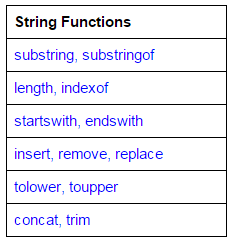 String Functions
substring, substringof
length, indexof
startswith, endswith
insert, remove, replace
tolower, toupper
concat, trim